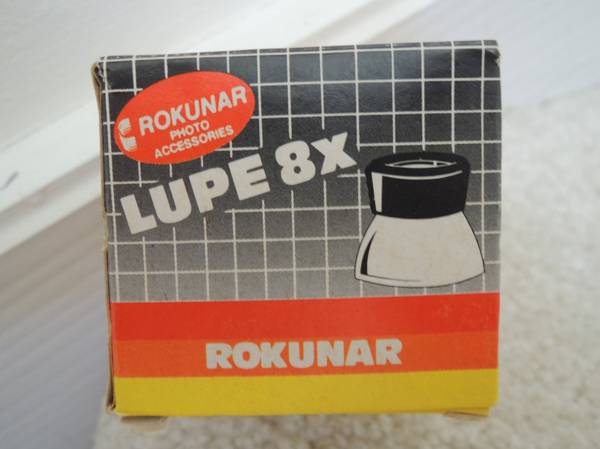 ROKUNAR
PHOTO
ACCESSORIES
LUPE 8X
ROKUNAR